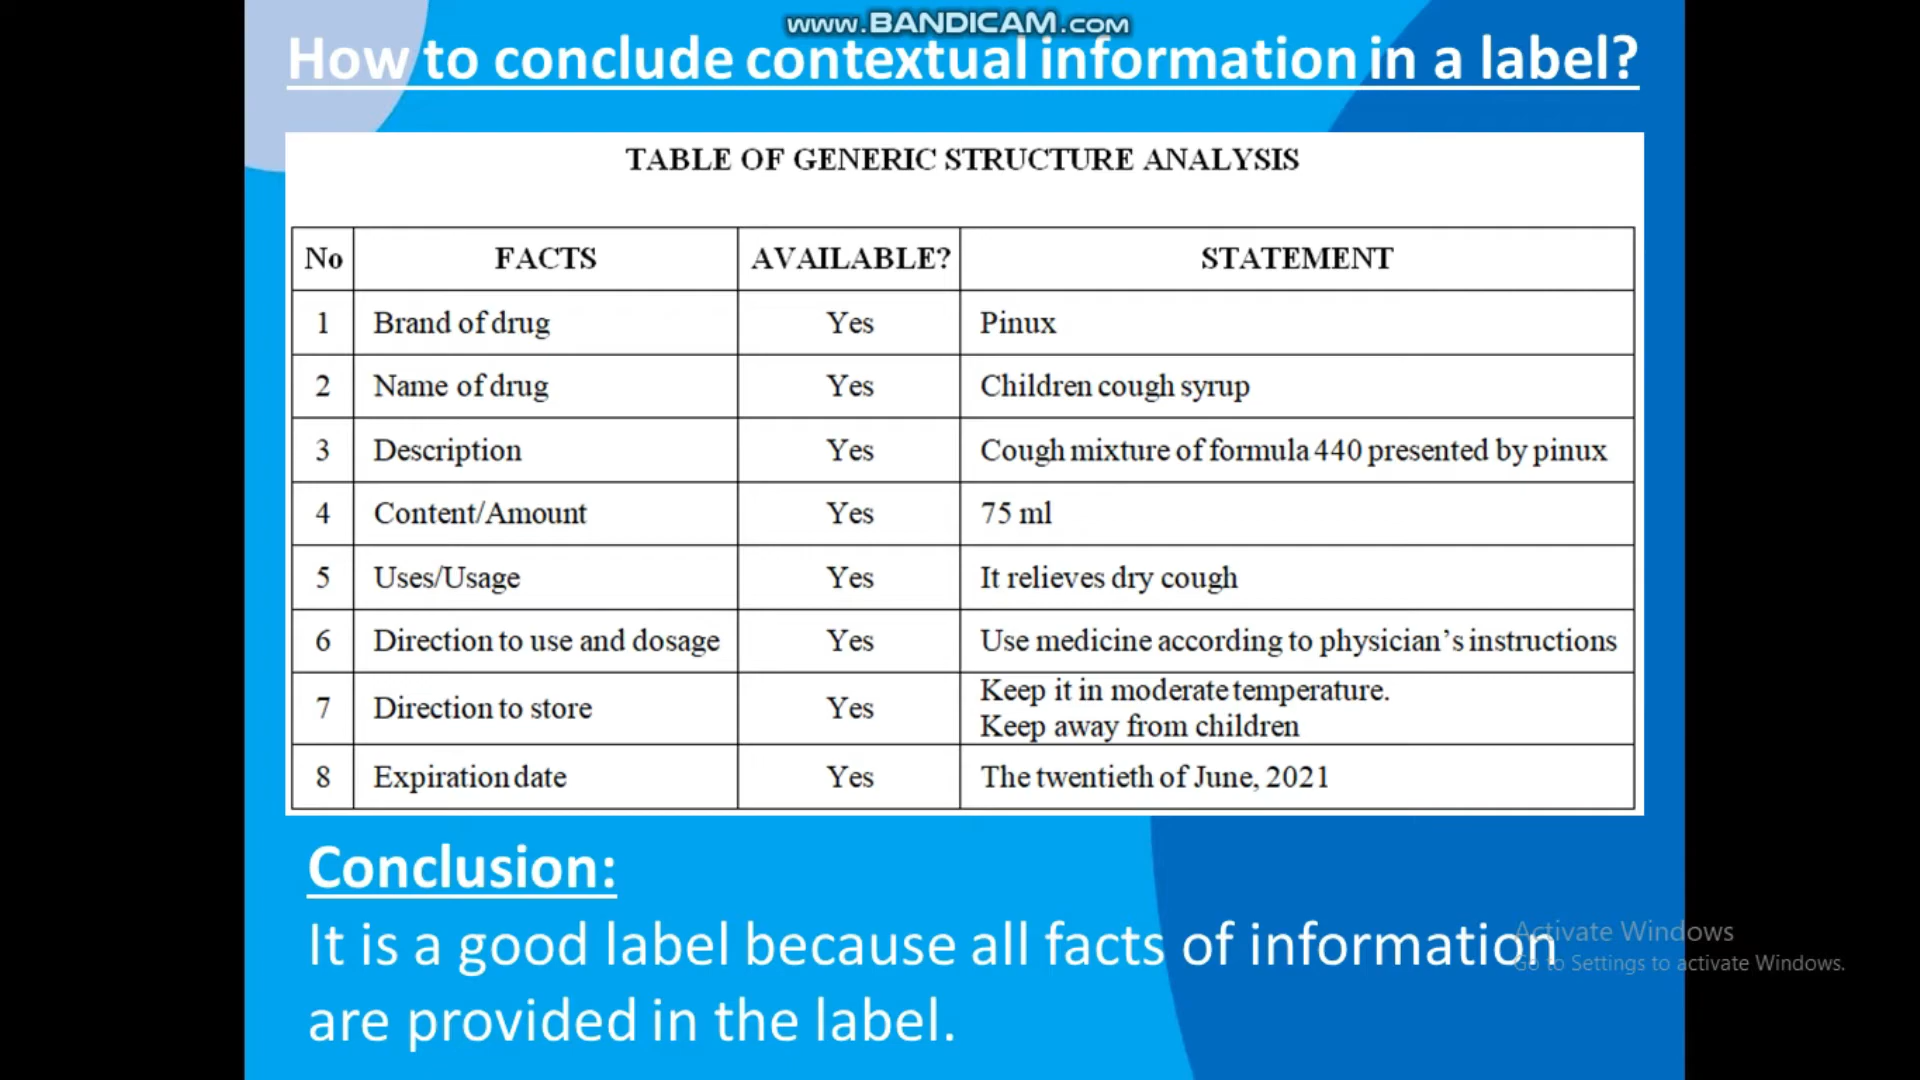 www.BANDICAM.com
How to conclude contextual information in a label?
TABLE OF GENERIC STRUCTURE ANALYSIS
No FACTS AVAILABLE? STATEMENT
1 Brand of drug Yes Pinux
2 Name of drug Yes Children cough syrup
3 Description Yes Cough mixture of formula 440 presented by pinux
4 Content/Amount Yes 75 ml
5 Uses/Usage Yes It relieves dry cough
6 Direction to use and dosage Yes Use medicine according to physician’s instructions
7 Direction to store Yes Keep it in moderate temperature.
Keep away from children
8 Expiration date Yes The twentieth of June, 2021
Conclusion:
It is a good label because all facts of information
are provided in the label.
Activate Windows
Go to Settings to activate Windows.